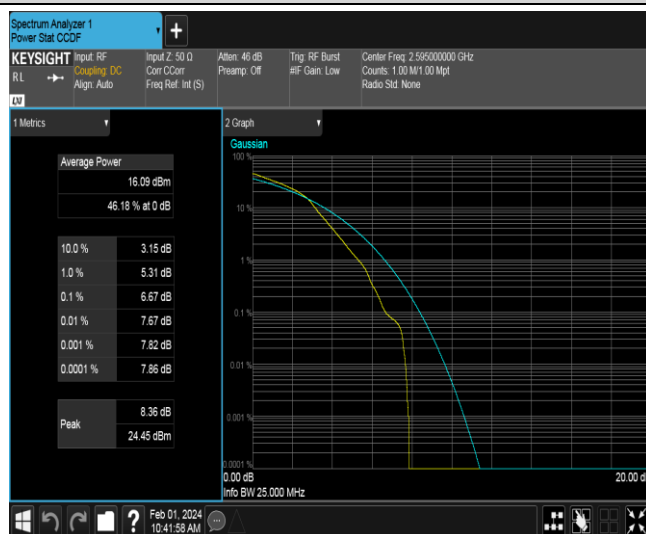 Spectrum Analyzer 1
Power Stat CCDF
+
KEYSIGHT
RL
LXI
Input: RF
Coupling: DC
Align: Auto
Input Z: 50 Ω
Corr CCorr
Freq Ref: Int (S)
Atten: 46 dB
Preamp: Off
Trig: RF Burst
#IF Gain: Low
Center Freq: 2.595000000 GHz
Counts: 1.00 M/1.00 Mpt
Radio Std: None
1 Metrics
Average Power
16.09 dBm
46.18 % at 0 dB
10.0 % 3.15 dB
1.0 % 5.31 dB
0.1 % 6.67 dB
0.01 % 7.67 dB
0.001 % 7.82 dB
0.0001 % 7.86 dB
Peak
8.36 dB
24.45 dBm
2 Graph
Gaussian
100 %
10 %
1 %
0.1 %
0.01 %
0.001 %
0.0001 %
0.00 dB
20.00 d
Info BW 25.000 MHz
?
Feb 01, 2024
10:41:58 AM